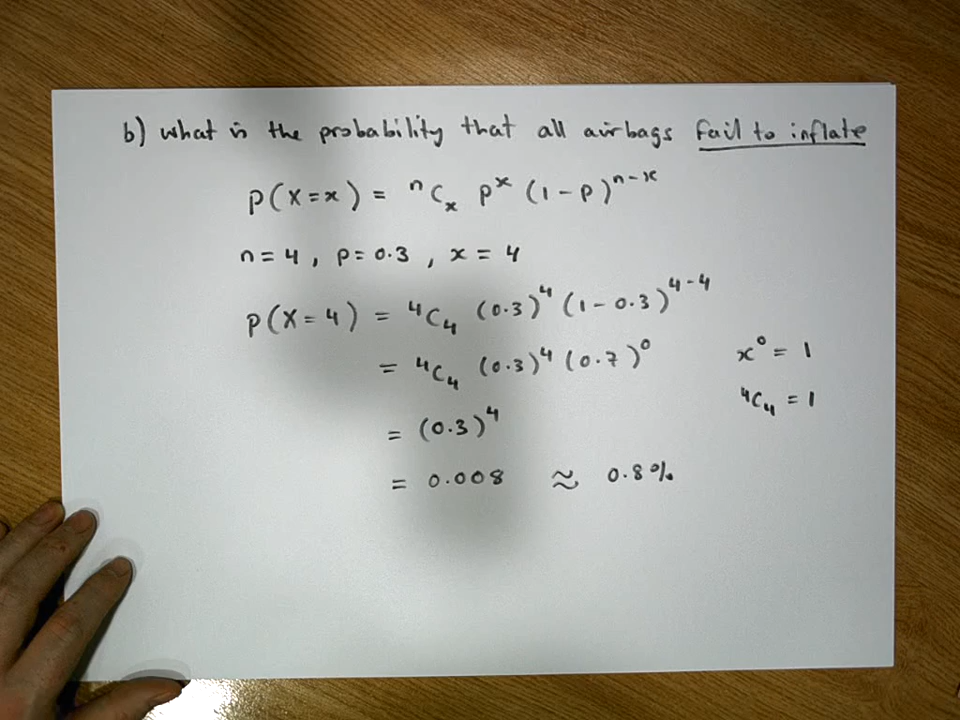 b) what is the probability that all airbags fail to inflate
P(X=x) = ⁿCₓ pˣ (1-p)ⁿ⁻ˣ
n=4, p=0.3, x=4
P(X=4) = ⁴C₄ (0.3)⁴ (1-0.3)⁴⁻⁴
= ⁴C₄ (0.3)⁴ (0.7)⁰
x⁰ = 1
= (0.3)⁴
⁴C₄ = 1
= 0.008 ≈ 0.8%